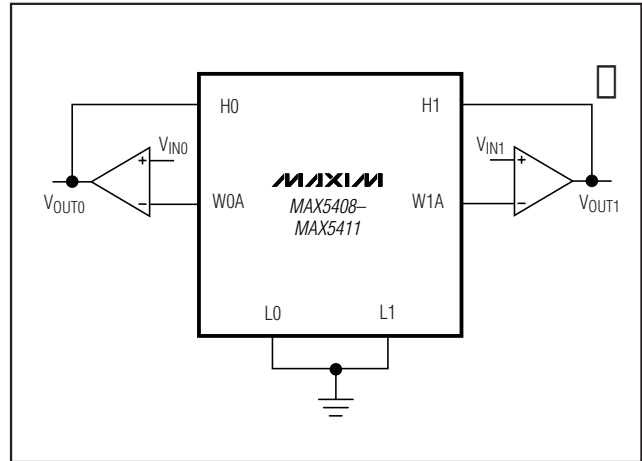 H0 H1
VIN0 VIN1
+ +
MAXIM
W0A MAX5408– W1A
MAX5411
– –
VOUT0 VOUT1
L0 L1